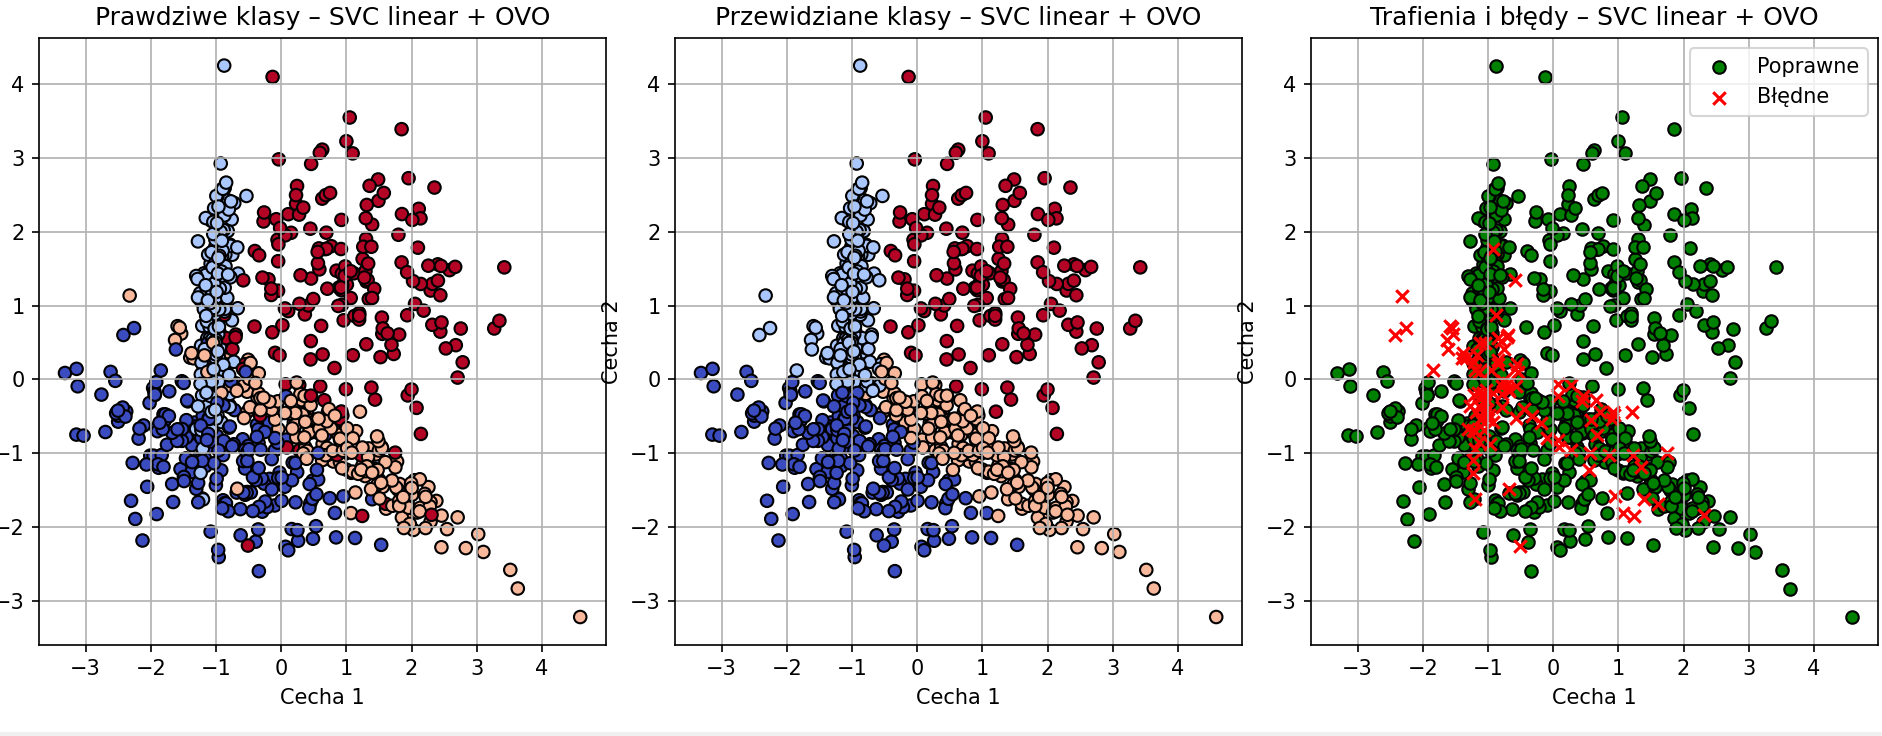 Prawdziwe klasy – SVC linear + OVO
4
3
2
1
0
−1
−2
−3
−3 −2 −1 0 1 2 3 4
Cecha 1
Przewidziane klasy – SVC linear + OVO
Cecha 2
4
3
2
1
0
−1
−2
−3
−3 −2 −1 0 1 2 3 4
Cecha 1
Trafienia i błędy – SVC linear + OVO
Poprawne
Błędne
Cecha 2
4
3
2
1
0
−1
−2
−3
−3 −2 −1 0 1 2 3 4
Cecha 1